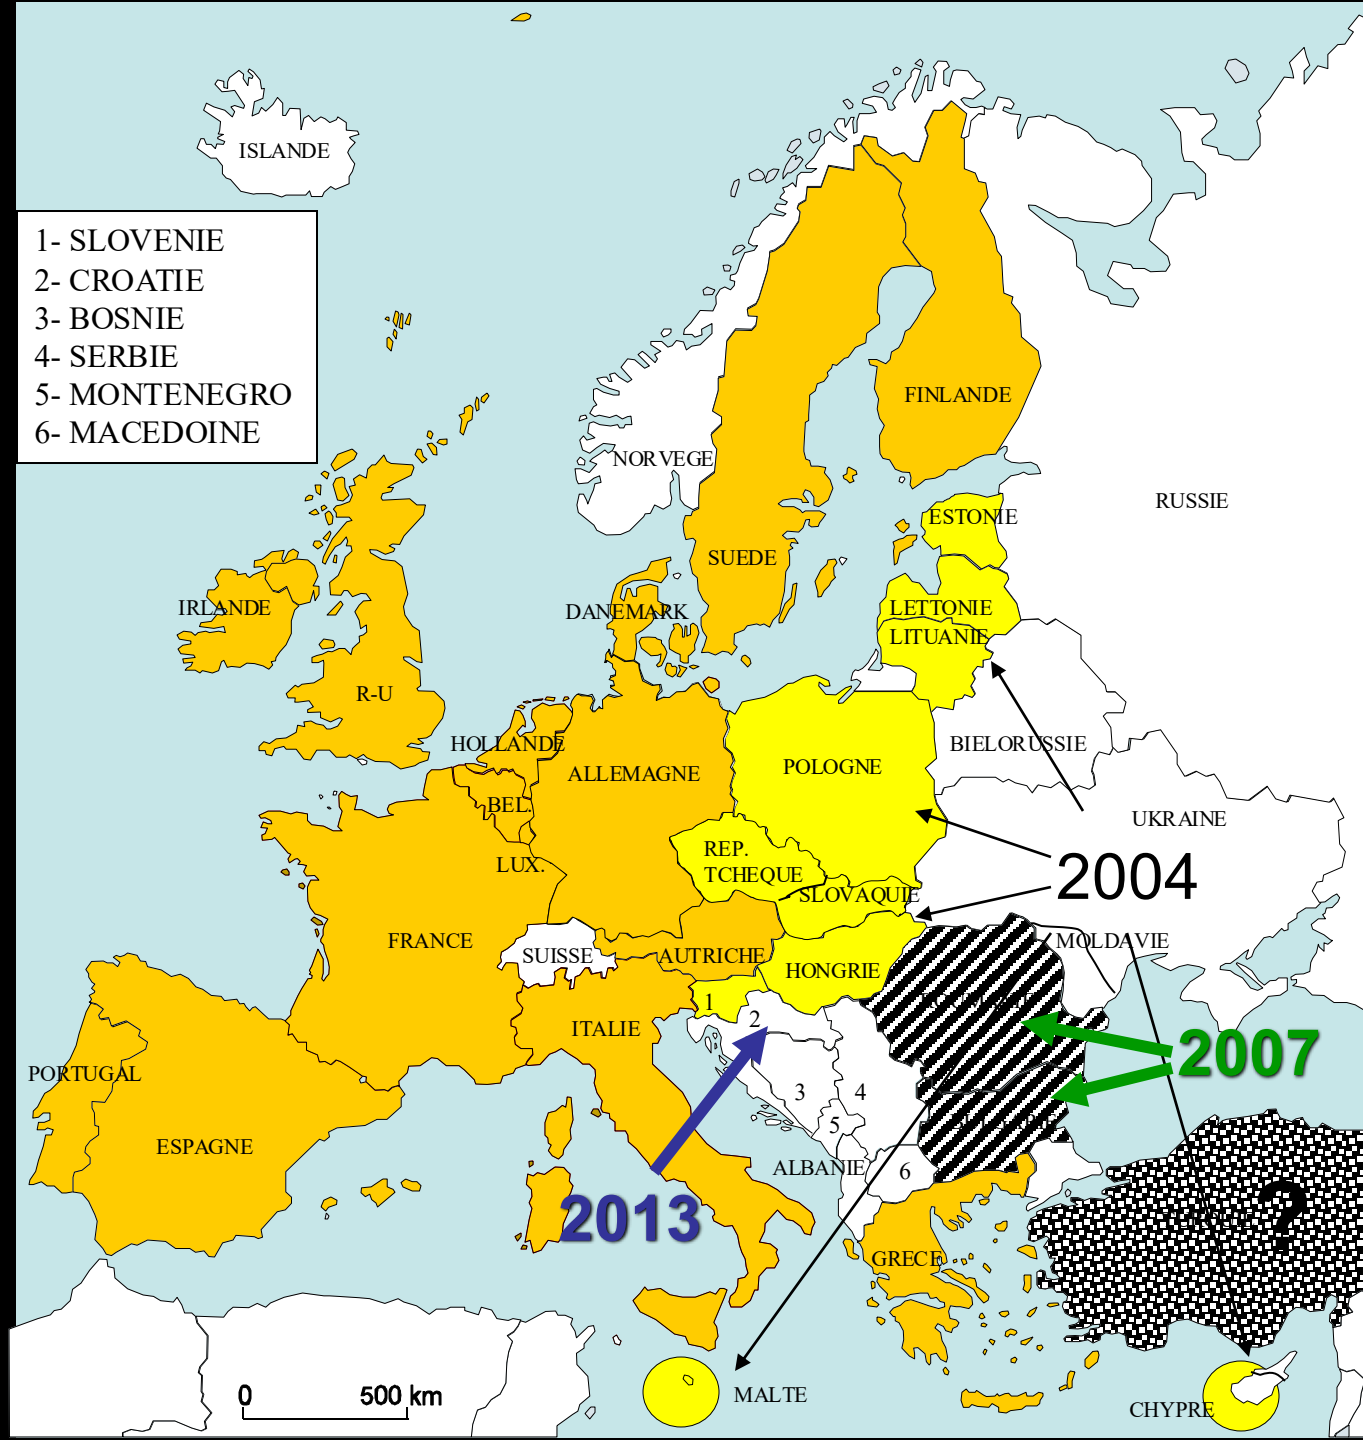 ISLANDE
1- SLOVENIE
2- CROATIE
3- BOSNIE
4- SERBIE
5- MONTENEGRO
6- MACEDOINE
FINLANDE
NORVEGE
RUSSIE
ESTONIE
SUEDE
IRLANDE
DANEMARK
LETTONIE
LITUANIE
R-U
HOLLANDE
BIELORUSSIE
ALLEMAGNE
POLOGNE
BEL.
UKRAINE
REP.
TCHEQUE
LUX.
2004
SLOVAQUIE
FRANCE
SUISSE
AUTRICHE
MOLDAVIE
HONGRIE
1
2
ITALIE
2007
PORTUGAL
3
4
5
ESPAGNE
ALBANIE
6
2013
?
GRECE
MALTE
0
500 km
CHYPRE